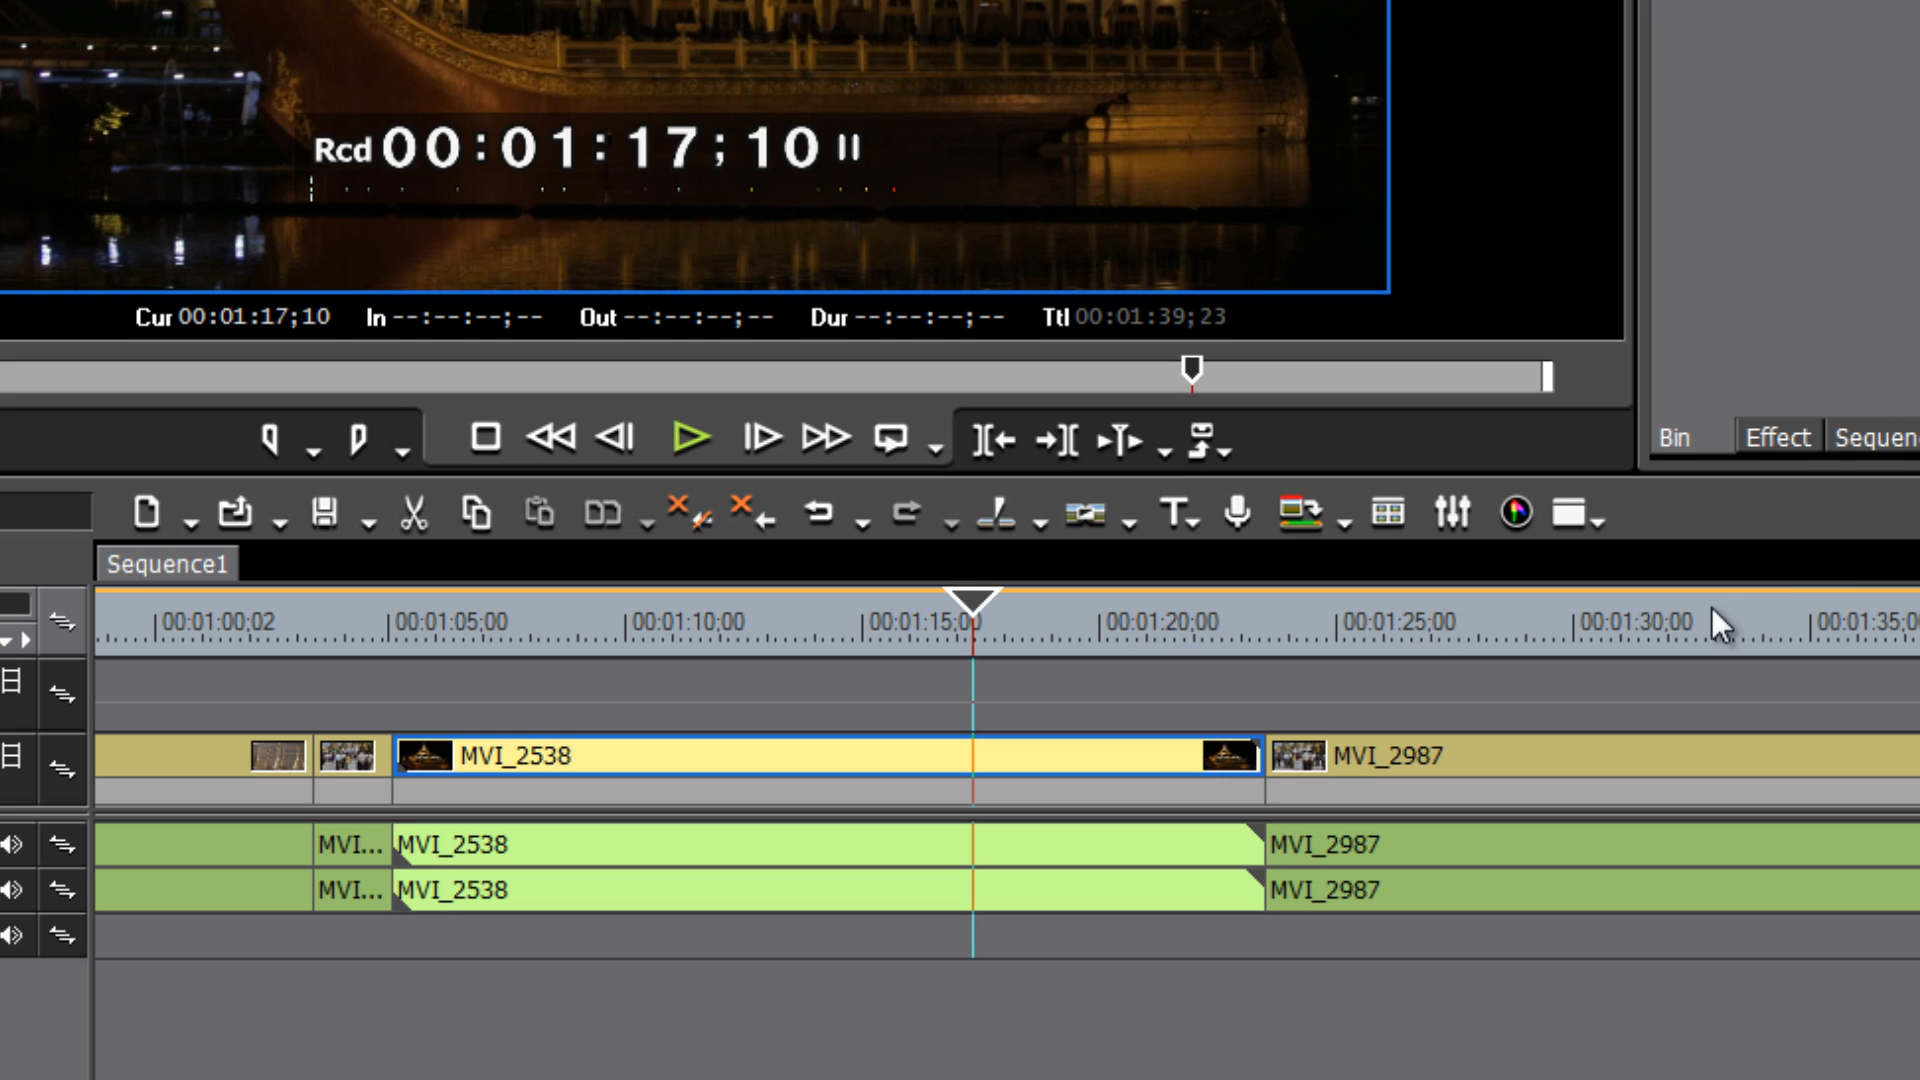 Rcd 00:01:17;10
Cur 00:01:17;10 In --:--:--;-- Out --:--:--;-- Dur --:--:--;-- Ttl 00:01:39;23
Bin Effect Sequen
Sequence1
00:01:00;02 00:01:05;00 00:01:10;00 00:01:15;00 00:01:20;00 00:01:25;00 00:01:30;00 00:01:35;0
MVI_2538 MVI_2987
MVI... MVI_2538 MVI_2987
MVI... MVI_2538 MVI_2987